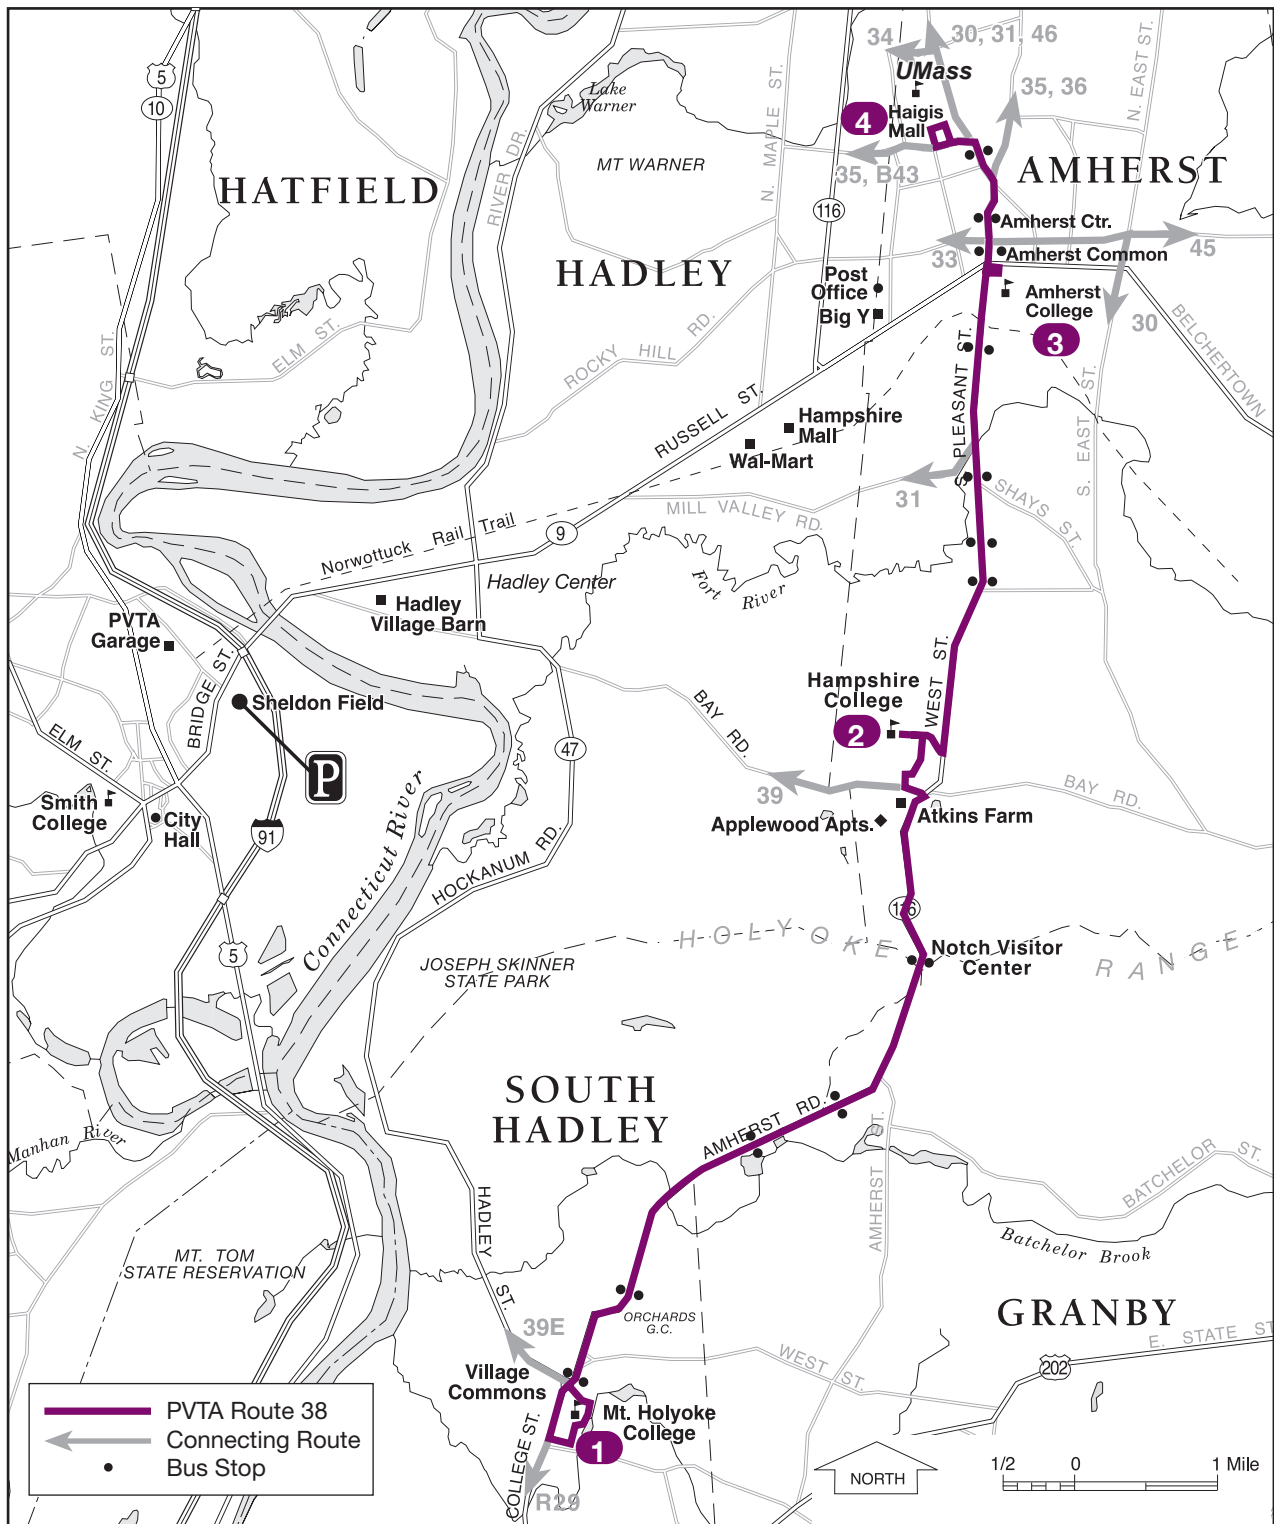 34
30, 31, 46
UMass
35, 36
4
Haigis
Mall
N. EAST ST.
N. MAPLE ST.
5
10
Lake
Warner
MT WARNER
RIVER DR.
35, B43
AMHERST
HATFIELD
116
Amherst Ctr.
33
45
Amherst Common
HADLEY
Post
Office
Big Y
Amherst
College
3
30
BELCHERTOWN
ELM ST.
N. KING ST.
ROCKY HILL RD.
RUSSELL ST.
S. PLEASANT ST.
S. EAST ST.
Hampshire
Mall
Wal-Mart
31
MILL VALLEY RD.
SHAYS ST.
Norwottuck Rail Trail
9
Hadley Center
Fort River
Hadley
Village Barn
PVTA
Garage
BRIDGE ST.
Sheldon Field
P
Hampshire
College
2
WEST ST.
BAY RD.
47
ELM ST.
39
BAY RD.
Smith
College
City
Hall
91
Applewood Apts.
Atkins Farm
Connecticut River
HOCKANUM RD.
116
HOLYOKE RANGE
5
JOSEPH SKINNER
STATE PARK
Notch Visitor
Center
SOUTH
HADLEY
AMHERST RD.
Manhan River
AMHERST ST.
BATCHELOR ST.
HADLEY ST.
MT. TOM
STATE RESERVATION
Batchelor Brook
ORCHARDS
G.C.
GRANBY
39E
WEST ST.
E. STATE ST
202
Village
Commons
Mt. Holyoke
College
1
COLLEGE ST.
R29
PVTA Route 38
Connecting Route
Bus Stop
NORTH
1/2 0 1 Mile